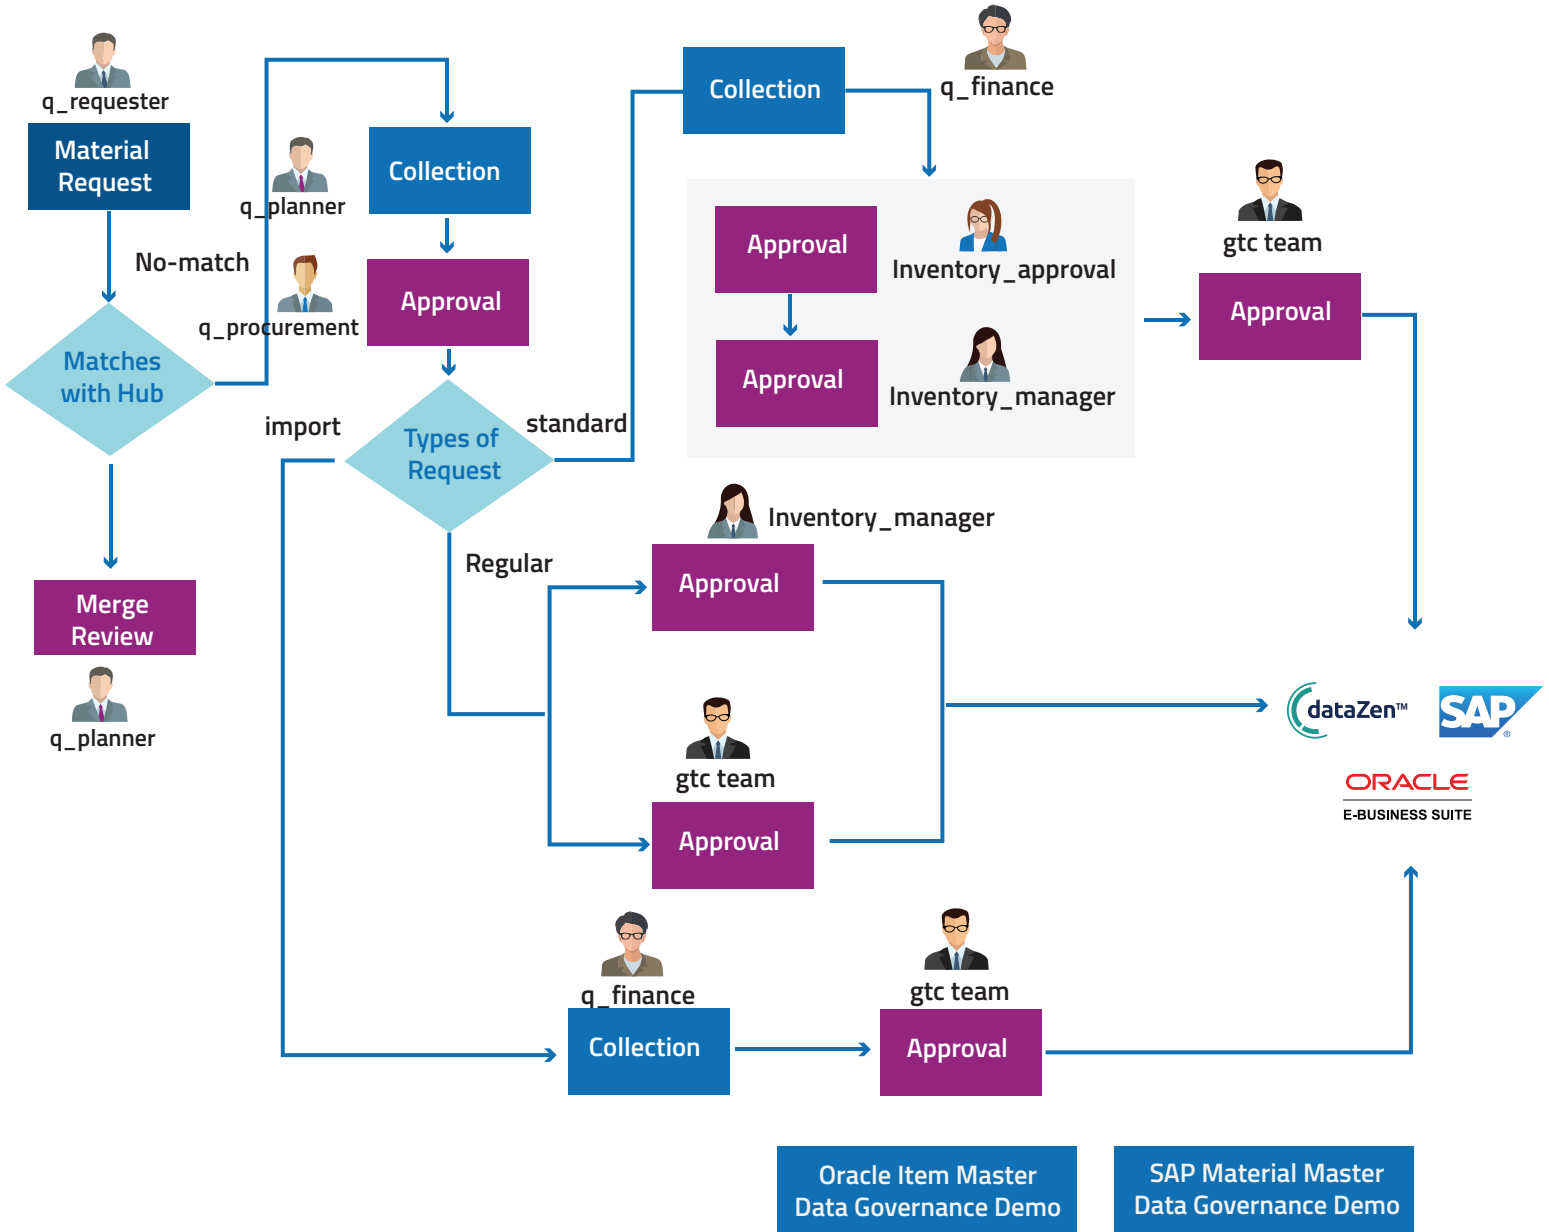 q_requester
Material
Request
No-match
Matches
with Hub
Merge
Review
q_planner
q_planner
Collection
q_procurement
Approval
import
Types of
Request
standard
Regular
Collection
q_finance
Approval
Inventory_approval
Approval
Inventory_manager
gtc team
Approval
Inventory_manager
Approval
gtc team
Approval
q_finance
Collection
gtc team
Approval
dataZen™
SAP®
ORACLE
E-BUSINESS SUITE
Oracle Item Master
Data Governance Demo
SAP Material Master
Data Governance Demo